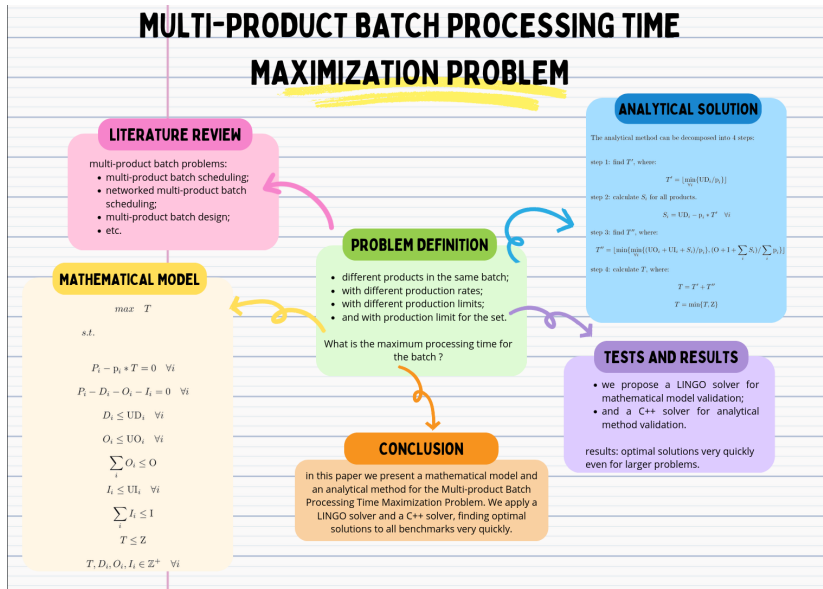 MULTI-PRODUCT BATCH PROCESSING TIME
MAXIMIZATION PROBLEM
LITERATURE REVIEW
multi-product batch problems:
• multi-product batch scheduling;
• networked multi-product batch
scheduling;
• multi-product batch design;
• etc.
ANALYTICAL SOLUTION
The analytical method can be decomposed into 4 steps:
step 1: find T', where:
T' = ⌊min_{∀i}{UD_i/p_i}⌋
step 2: calculate S_i for all products.
S_i = UD_i − p_i * T' ∀i
step 3: find T'', where:
T'' = ⌊min{min_{∀i}{(UO_i + UI_i + S_i)/p_i}, (O + I + ∑_i S_i)/∑_i p_i}⌋
step 4: calculate T, where:
T = T' + T''
T = min{T, Z}
PROBLEM DEFINITION
• different products in the same batch;
• with different production rates;
• with different production limits;
• and with production limit for the set.
What is the maximum processing time for
the batch ?
MATHEMATICAL MODEL
max T
s.t.
P_i − p_i * T = 0 ∀i
P_i − D_i − O_i − I_i = 0 ∀i
D_i ≤ UD_i ∀i
O_i ≤ UO_i ∀i
∑_i O_i ≤ O
I_i ≤ UI_i ∀i
∑_i I_i ≤ I
T ≤ Z
T, D_i, O_i, I_i ∈ ℤ⁺ ∀i
TESTS AND RESULTS
• we propose a LINGO solver for
mathematical model validation;
• and a C++ solver for analytical
method validation.
results: optimal solutions very quickly
even for larger problems.
CONCLUSION
in this paper we present a mathematical model and
an analytical method for the Multi-product Batch
Processing Time Maximization Problem. We apply a
LINGO solver and a C++ solver, finding optimal
solutions to all benchmarks very quickly.